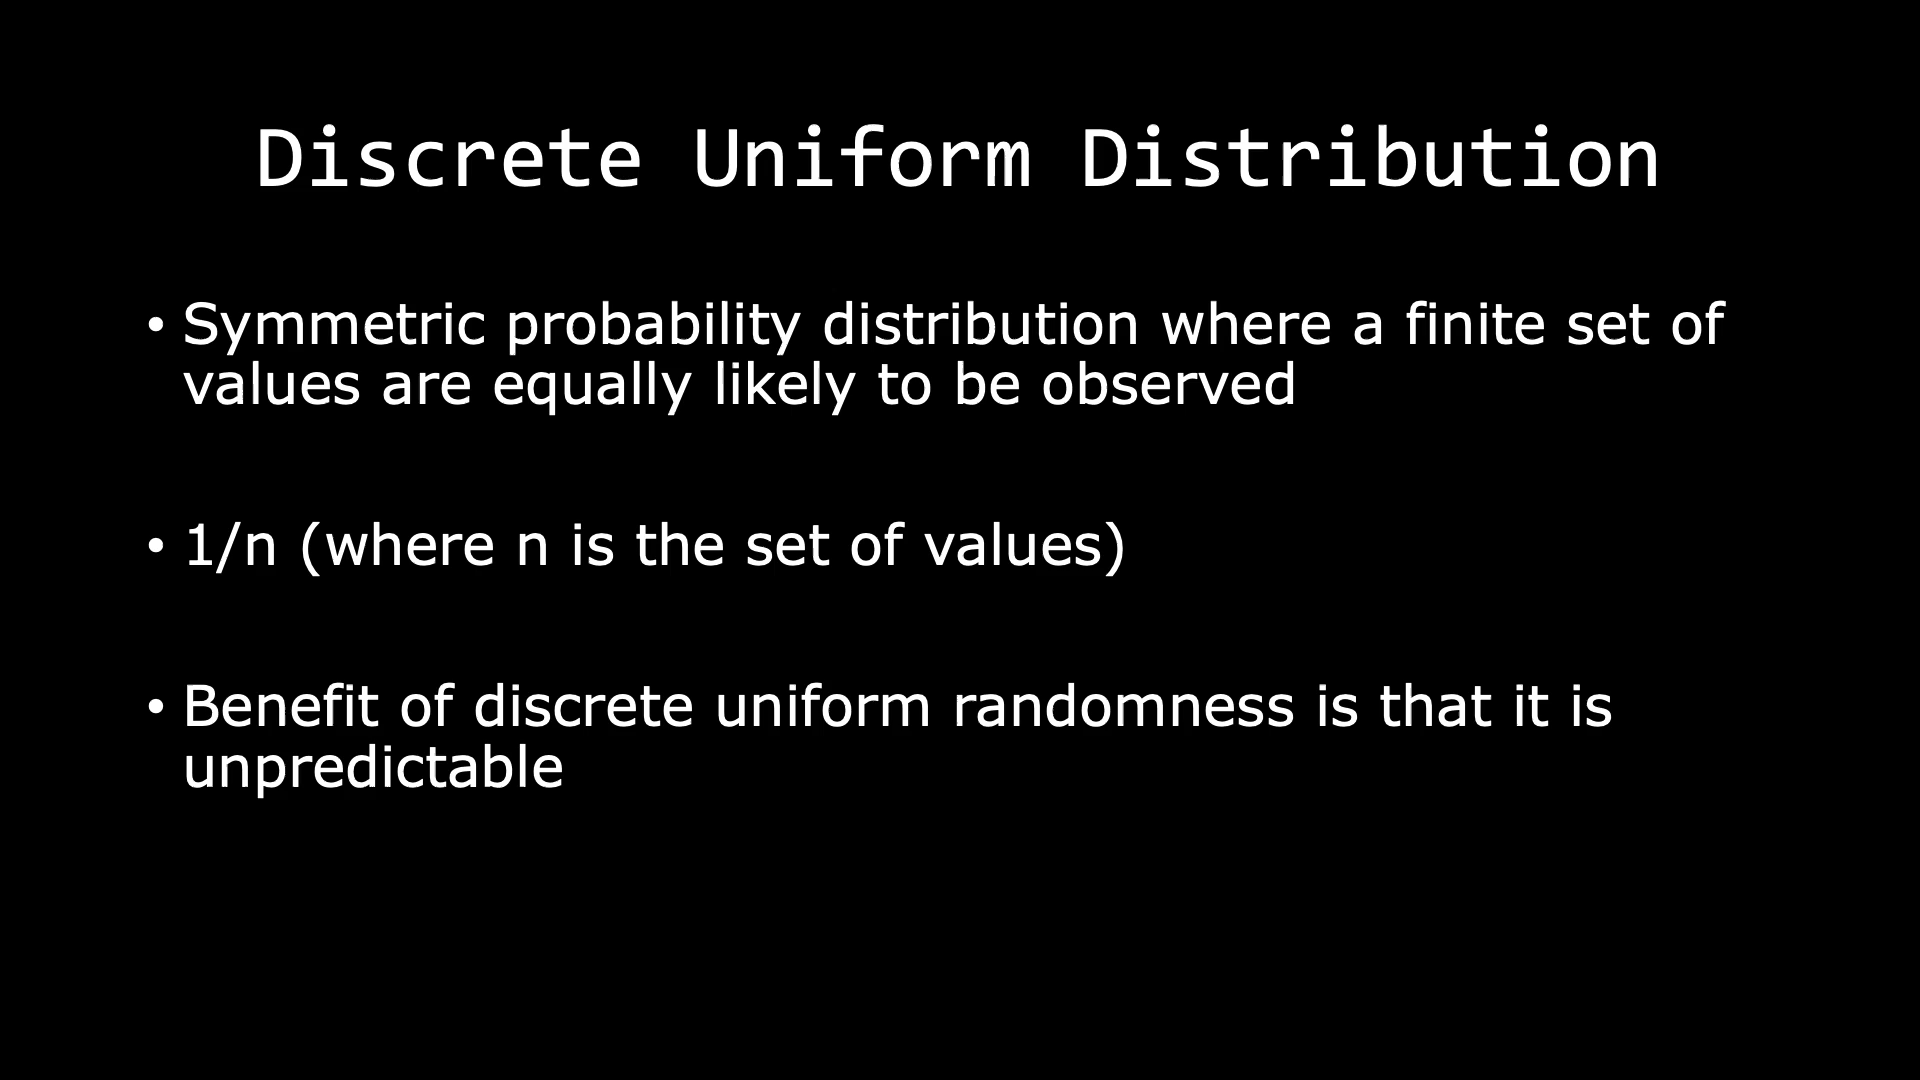 Discrete Uniform Distribution
• Symmetric probability distribution where a finite set of
values are equally likely to be observed
• 1/n (where n is the set of values)
• Benefit of discrete uniform randomness is that it is
unpredictable